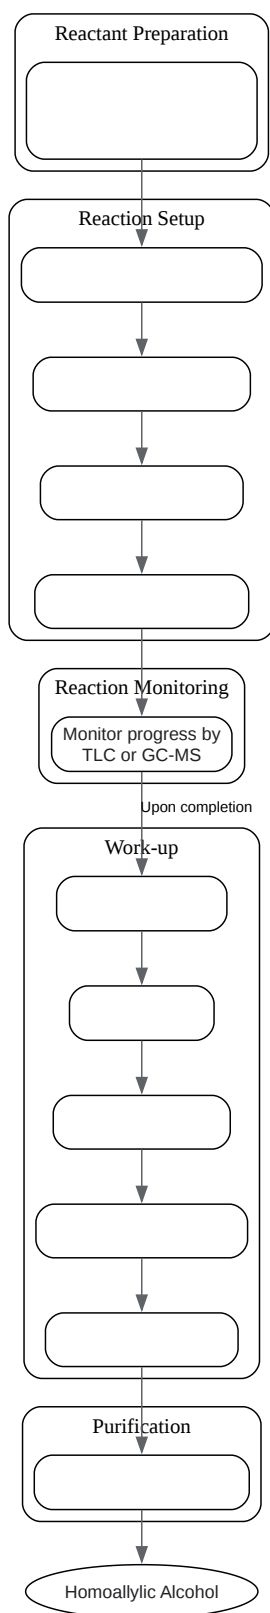 Reactant Preparation
Reaction Setup
Reaction Monitoring
Monitor progress by
TLC or GC-MS
Upon completion
Work-up
Purification
Homoallylic Alcohol